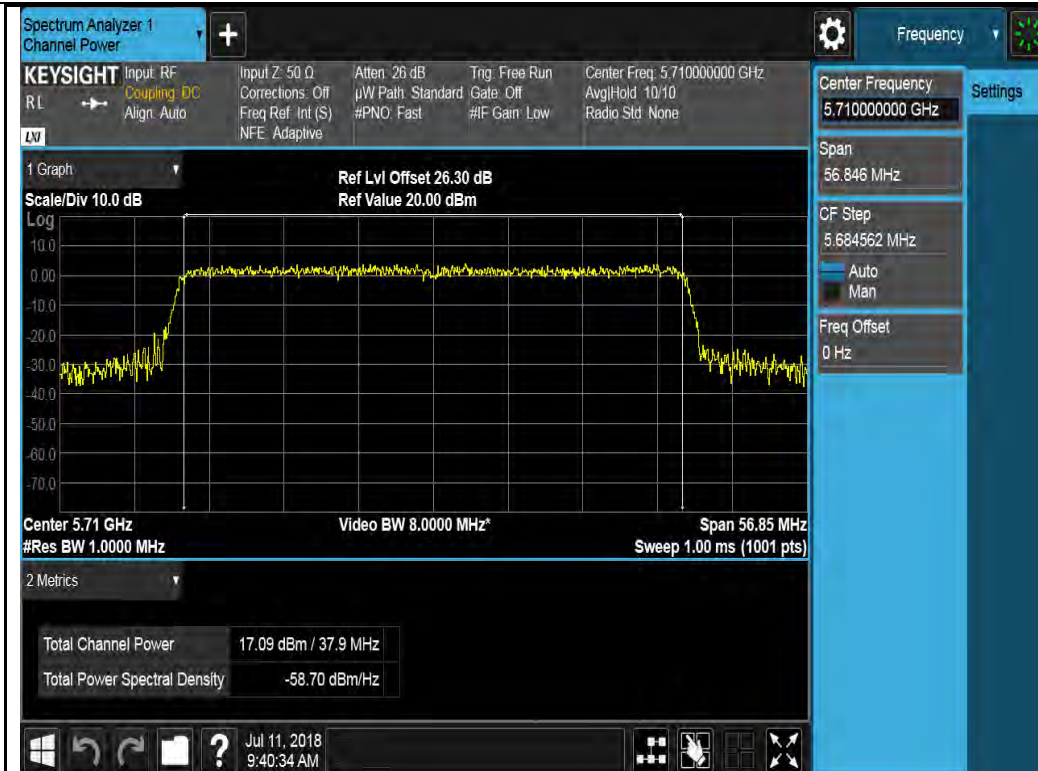 Spectrum Analyzer 1
Channel Power
+
Frequency
KEYSIGHT Input: RF
R L Coupling: DC
Align: Auto
LXI
Input Z: 50 Ω
Corrections: Off
Freq Ref: Int (S)
NFE: Adaptive
Atten: 26 dB
µW Path: Standard
#PNO: Fast
Trig: Free Run
Gate: Off
#IF Gain: Low
Center Freq: 5.710000000 GHz
Avg|Hold: 10/10
Radio Std: None
Center Frequency
5.710000000 GHz
Settings
Span
56.846 MHz
CF Step
5.684562 MHz
Auto
Man
Freq Offset
0 Hz
1 Graph
Scale/Div 10.0 dB
Ref Lvl Offset 26.30 dB
Ref Value 20.00 dBm
Log
10.0
0.00
-10.0
-20.0
-30.0
-40.0
-50.0
-60.0
-70.0
Center 5.71 GHz
#Res BW 1.0000 MHz
Video BW 8.0000 MHz*
Span 56.85 MHz
Sweep 1.00 ms (1001 pts)
2 Metrics
Total Channel Power 17.09 dBm / 37.9 MHz
Total Power Spectral Density -58.70 dBm/Hz
?
Jul 11, 2018
9:40:34 AM